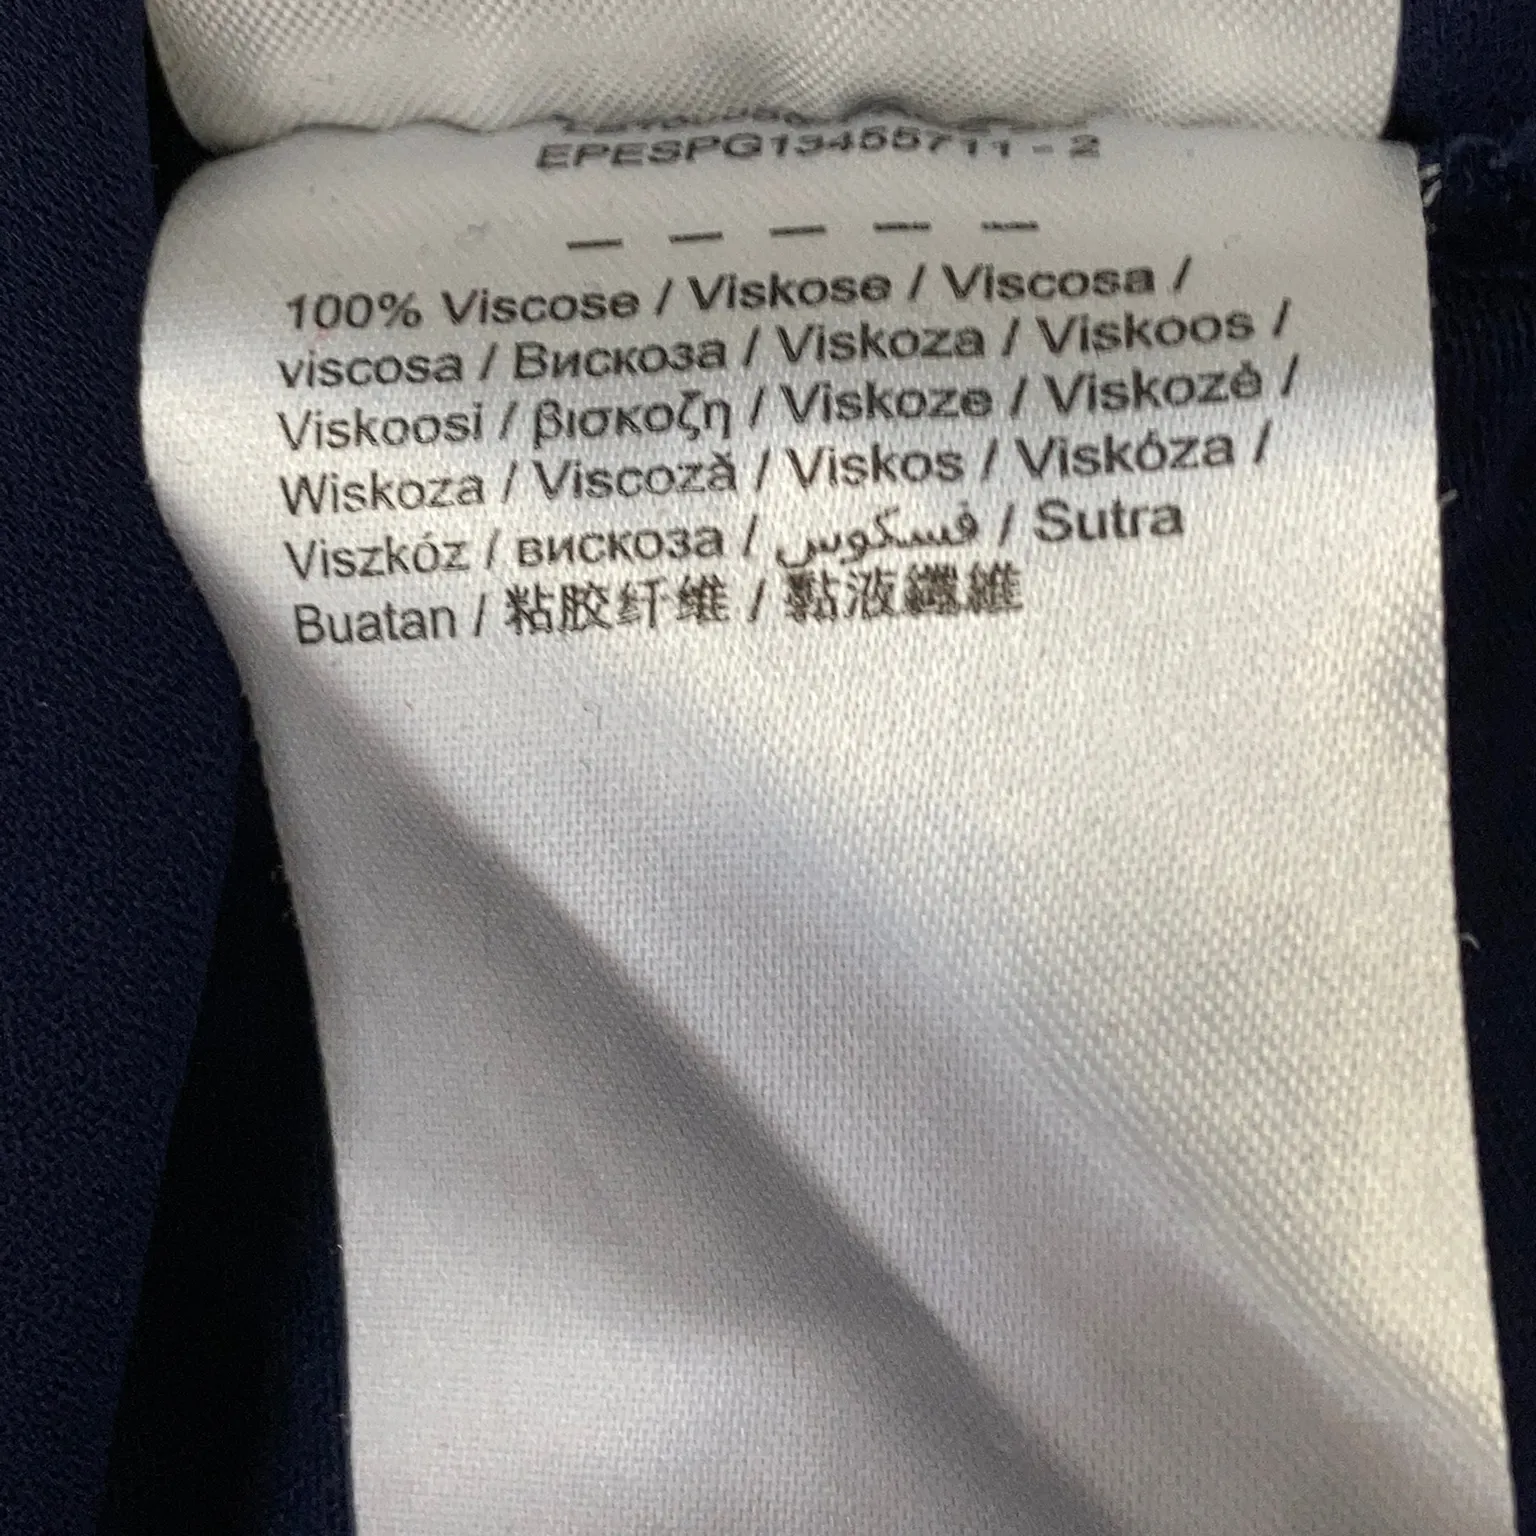 EPESPG13455711 - 2
— — — — —
100% Viscose / Viskose / Viscosa /
viscosa / Вискоза / Viskoza / Viskoos /
Viskoosi / βισκοζη / Viskoze / Viskozė /
Wiskoza / Viscoză / Viskos / Viskóza /
Viszkóz / вискоза / فسكوس / Sutra
Buatan / 粘胶纤维 / 黏液纖維